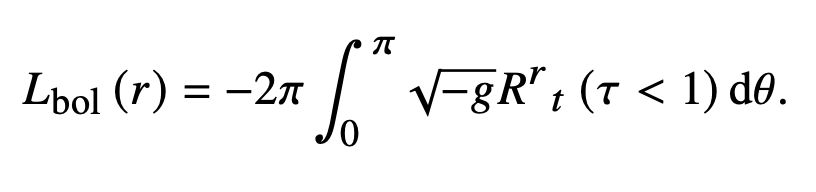 L_bol (r) = −2π ∫_0^π √−g R^r_t (τ < 1) dθ.